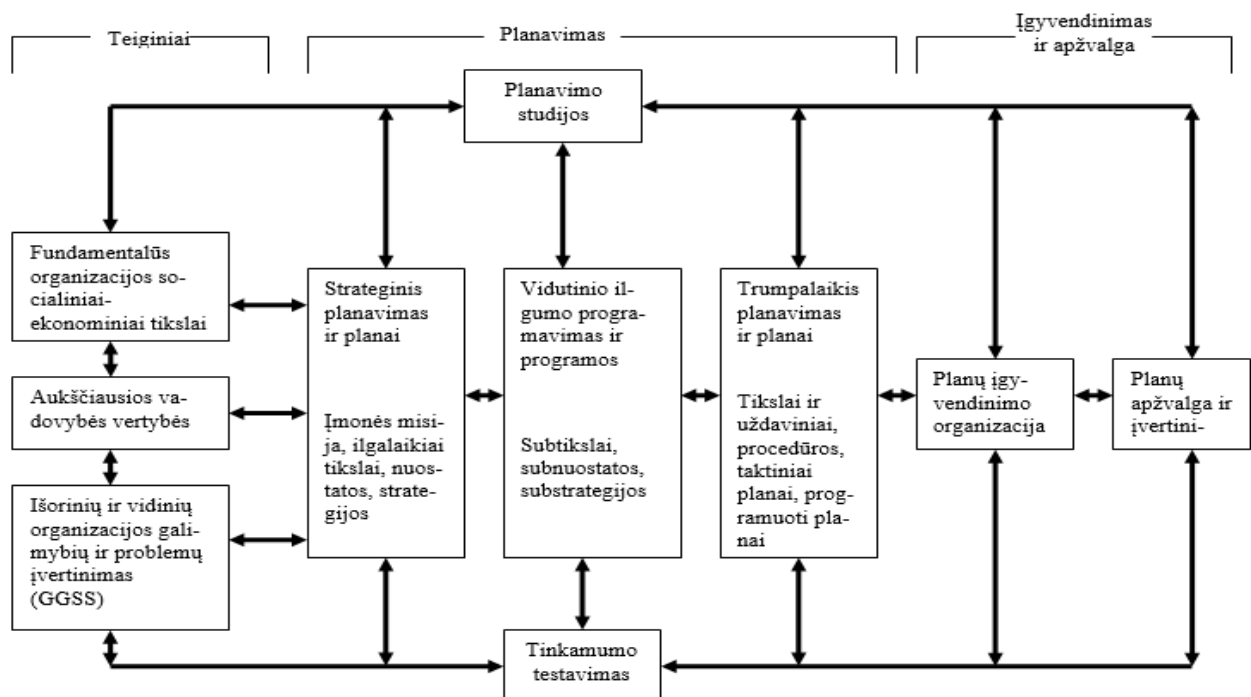 Teiginiai
Planavimas
Įgyvendinimas
ir apžvalga
Planavimo
studijos
Fundamentalūs
organizacijos so-
cialiniai-
ekonominiai tikslai
Aukščiausios va-
dovybės vertybės
Išorinių ir vidinių
organizacijos gali-
mybių ir problemų
įvertinimas
(GGSS)
Strateginis
planavimas
ir planai
Įmonės misi-
ja, ilgalaikiai
tikslai, nuos-
tatos, strate-
gijos
Vidutinio il-
gumo progra-
mavimas ir
programos
Subtikslai,
subnuostatos,
substrategijos
Trumpalaikis
planavimas
ir planai
Tikslai ir
uždaviniai,
procedūros,
taktiniai
planai, prog-
ramuoti pla-
nai
Planų įgy-
vendinimo
organizacija
Planų
apžvalga ir
įvertini-
Tinkamumo
testavimas